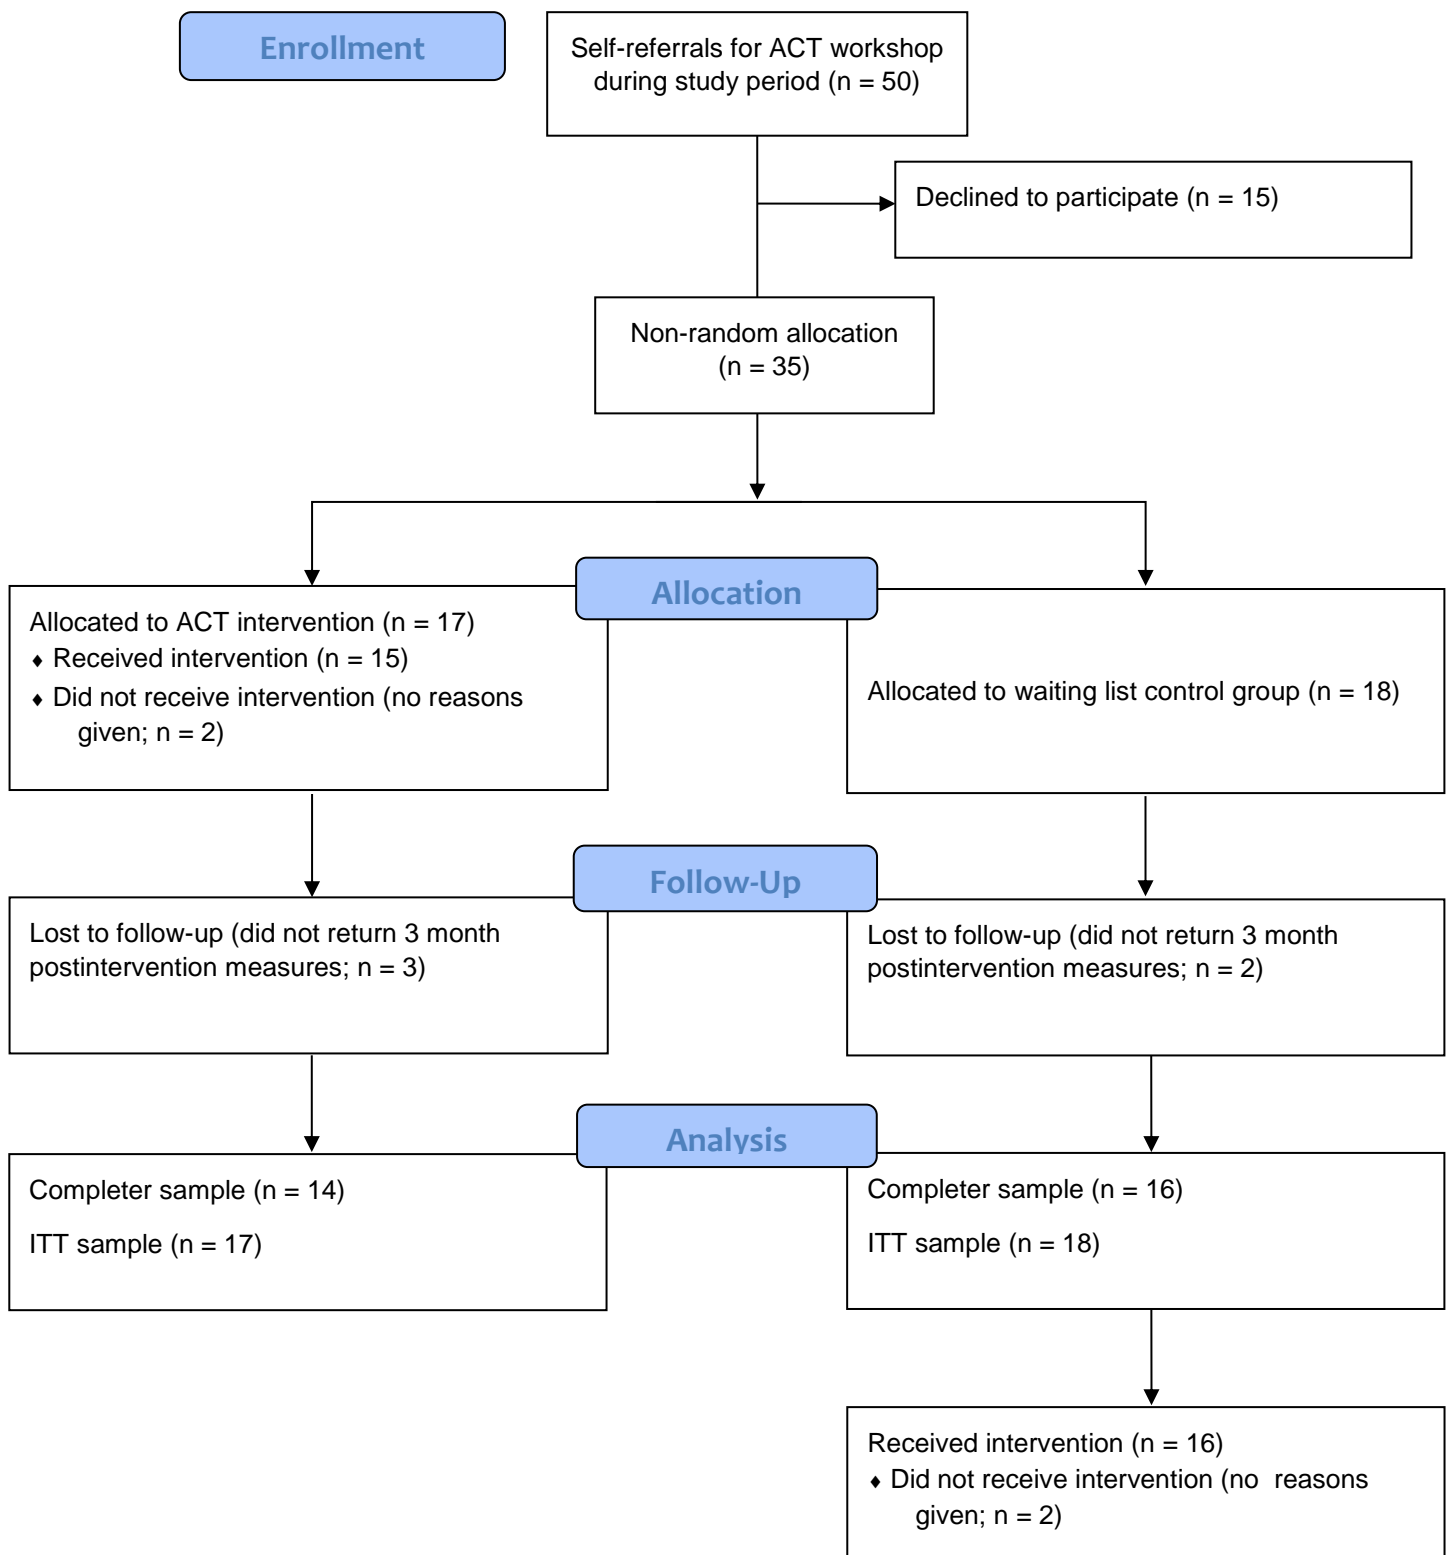 Enrollment
Self-referrals for ACT workshop
during study period (n = 50)
Declined to participate (n = 15)
Non-random allocation
(n = 35)
Allocation
Allocated to ACT intervention (n = 17)
♦ Received intervention (n = 15)
♦ Did not receive intervention (no reasons
given; n = 2)
Allocated to waiting list control group (n = 18)
Follow-Up
Lost to follow-up (did not return 3 month
postintervention measures; n = 3)
Lost to follow-up (did not return 3 month
postintervention measures; n = 2)
Analysis
Completer sample (n = 14)
ITT sample (n = 17)
Completer sample (n = 16)
ITT sample (n = 18)
Received intervention (n = 16)
♦ Did not receive intervention (no reasons
given; n = 2)